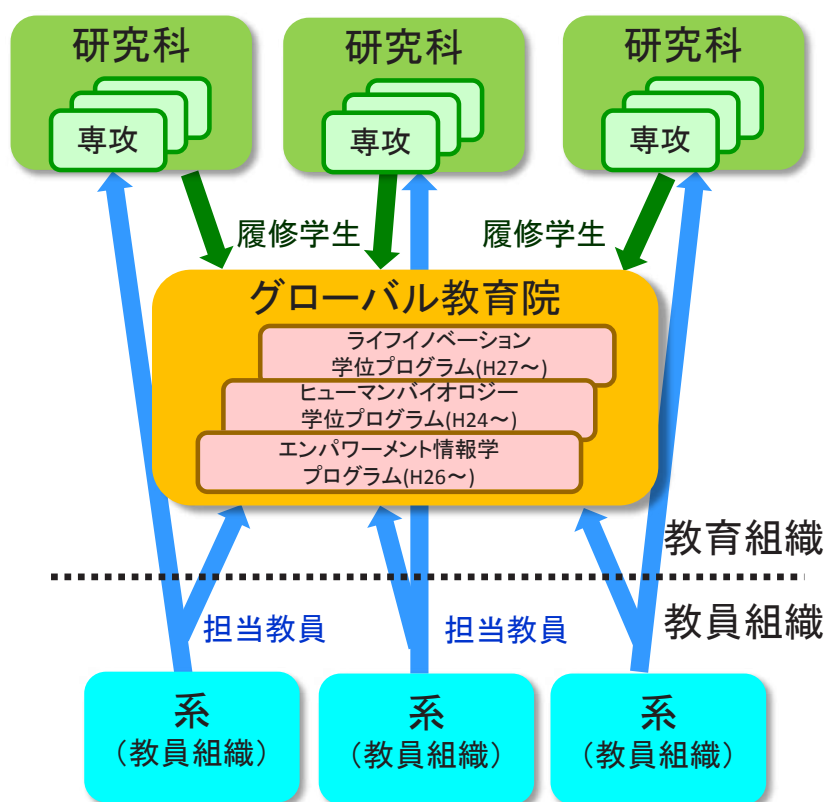 研究科
研究科
研究科
専攻
専攻
専攻
履修学生
履修学生
グローバル教育院
ライフイノベーション
学位プログラム(H27～)
ヒューマンバイオロジー
学位プログラム(H24～)
エンパワーメント情報学
プログラム(H26～)
教育組織
教員組織
担当教員
担当教員
系
(教員組織)
系
(教員組織)
系
(教員組織)